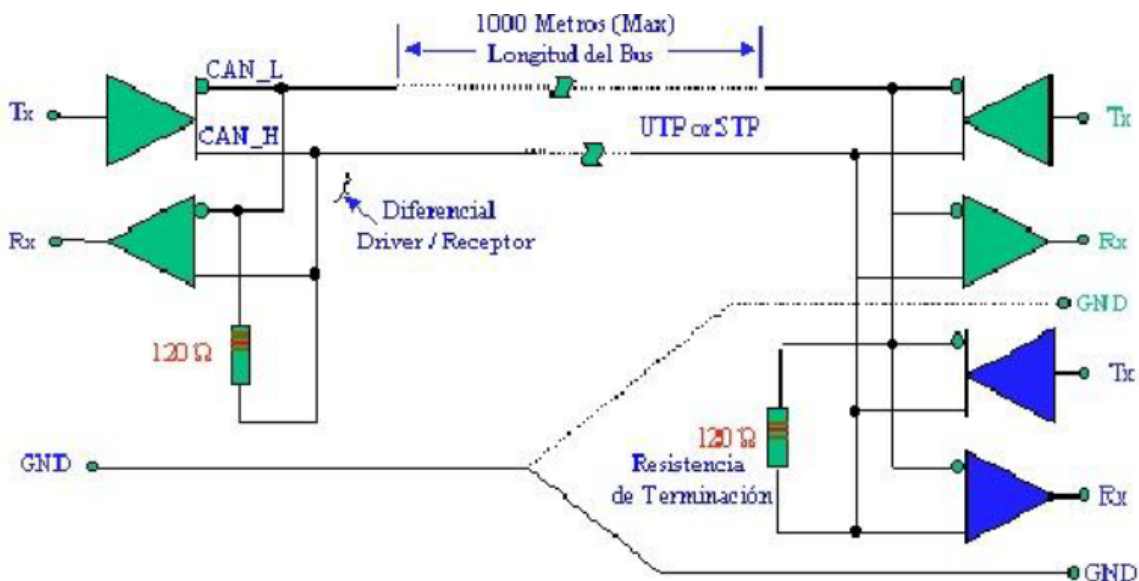 1000 Metros (Max)
Longitud del Bus
CAN_L
Tx
CAN_H
UTP or STP
Tx
Diferencial
Driver / Receptor
Rx
Rx
GND
120 Ω
Tx
120 Ω
GND
Resistencia
de Terminación
Rx
GND